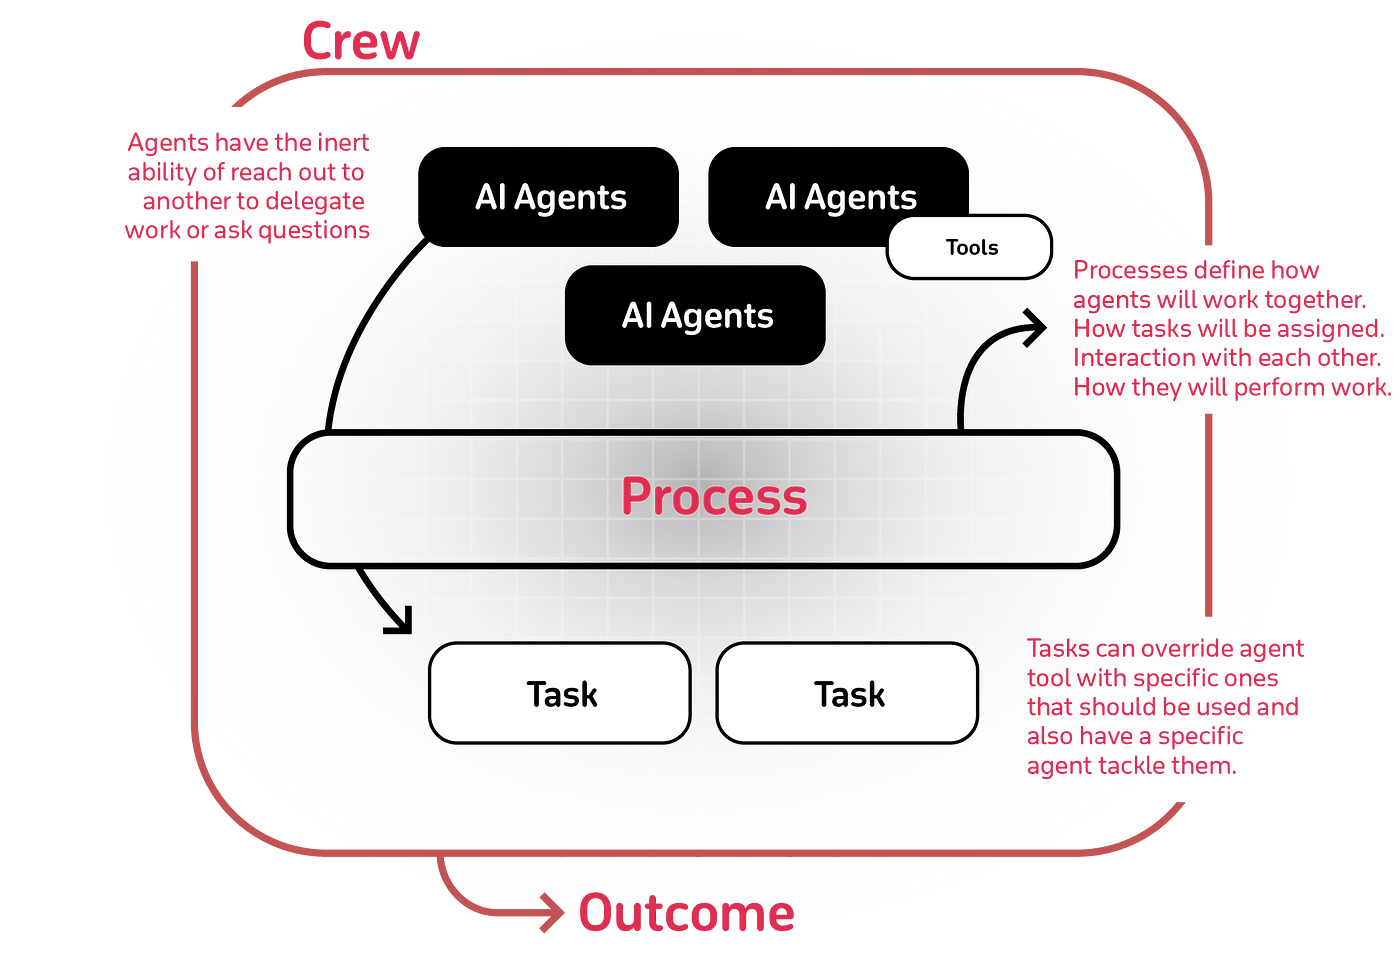 Crew
Agents have the inert
ability of reach out to
another to delegate
work or ask questions
AI Agents
AI Agents
Tools
AI Agents
Processes define how
agents will work together.
How tasks will be assigned.
Interaction with each other.
How they will perform work.
Process
Task
Task
Tasks can override agent
tool with specific ones
that should be used and
also have a specific
agent tackle them.
Outcome